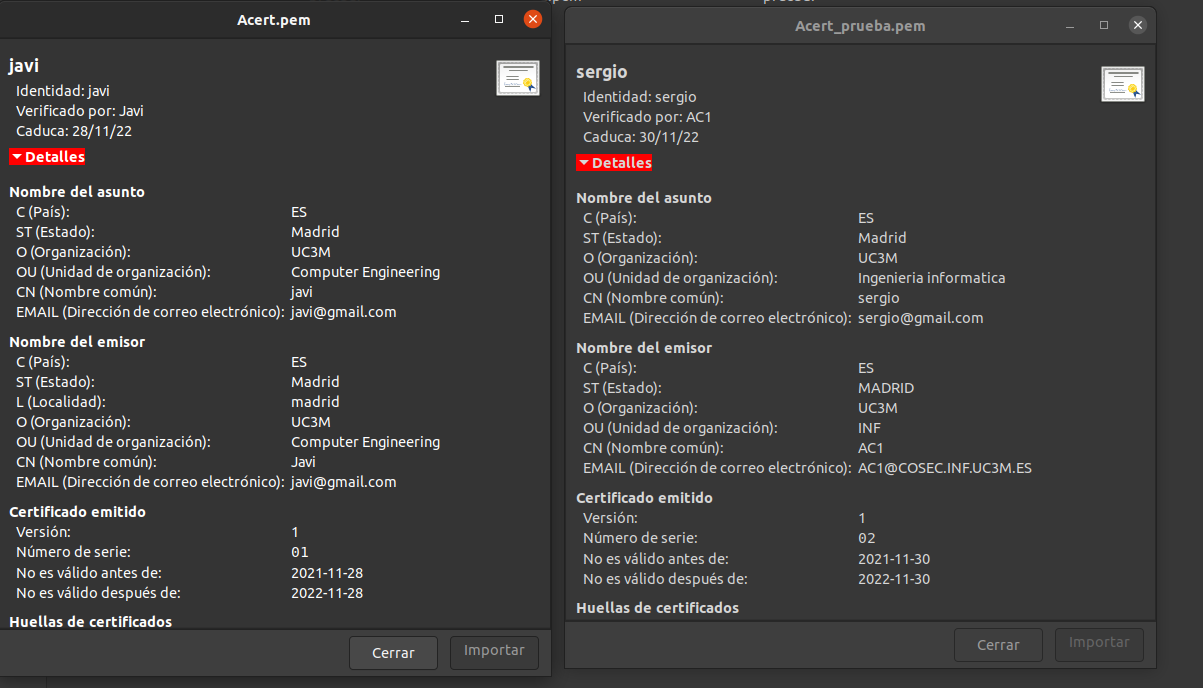 Acert.pem
javi
Identidad: javi
Verificado por: Javi
Caduca: 28/11/22
Detalles
Nombre del asunto
C (País): ES
ST (Estado): Madrid
O (Organización): UC3M
OU (Unidad de organización): Computer Engineering
CN (Nombre común): javi
EMAIL (Dirección de correo electrónico): javi@gmail.com
Nombre del emisor
C (País): ES
ST (Estado): Madrid
L (Localidad): madrid
O (Organización): UC3M
OU (Unidad de organización): Computer Engineering
CN (Nombre común): Javi
EMAIL (Dirección de correo electrónico): javi@gmail.com
Certificado emitido
Versión: 1
Número de serie: 01
No es válido antes de: 2021-11-28
No es válido después de: 2022-11-28
Huellas de certificados
Cerrar Importar
Acert_prueba.pem
sergio
Identidad: sergio
Verificado por: AC1
Caduca: 30/11/22
Detalles
Nombre del asunto
C (País): ES
ST (Estado): Madrid
O (Organización): UC3M
OU (Unidad de organización): Ingenieria informatica
CN (Nombre común): sergio
EMAIL (Dirección de correo electrónico): sergio@gmail.com
Nombre del emisor
C (País): ES
ST (Estado): MADRID
O (Organización): UC3M
OU (Unidad de organización): INF
CN (Nombre común): AC1
EMAIL (Dirección de correo electrónico): AC1@COSEC.INF.UC3M.ES
Certificado emitido
Versión: 1
Número de serie: 02
No es válido antes de: 2021-11-30
No es válido después de: 2022-11-30
Huellas de certificados
Cerrar Importar